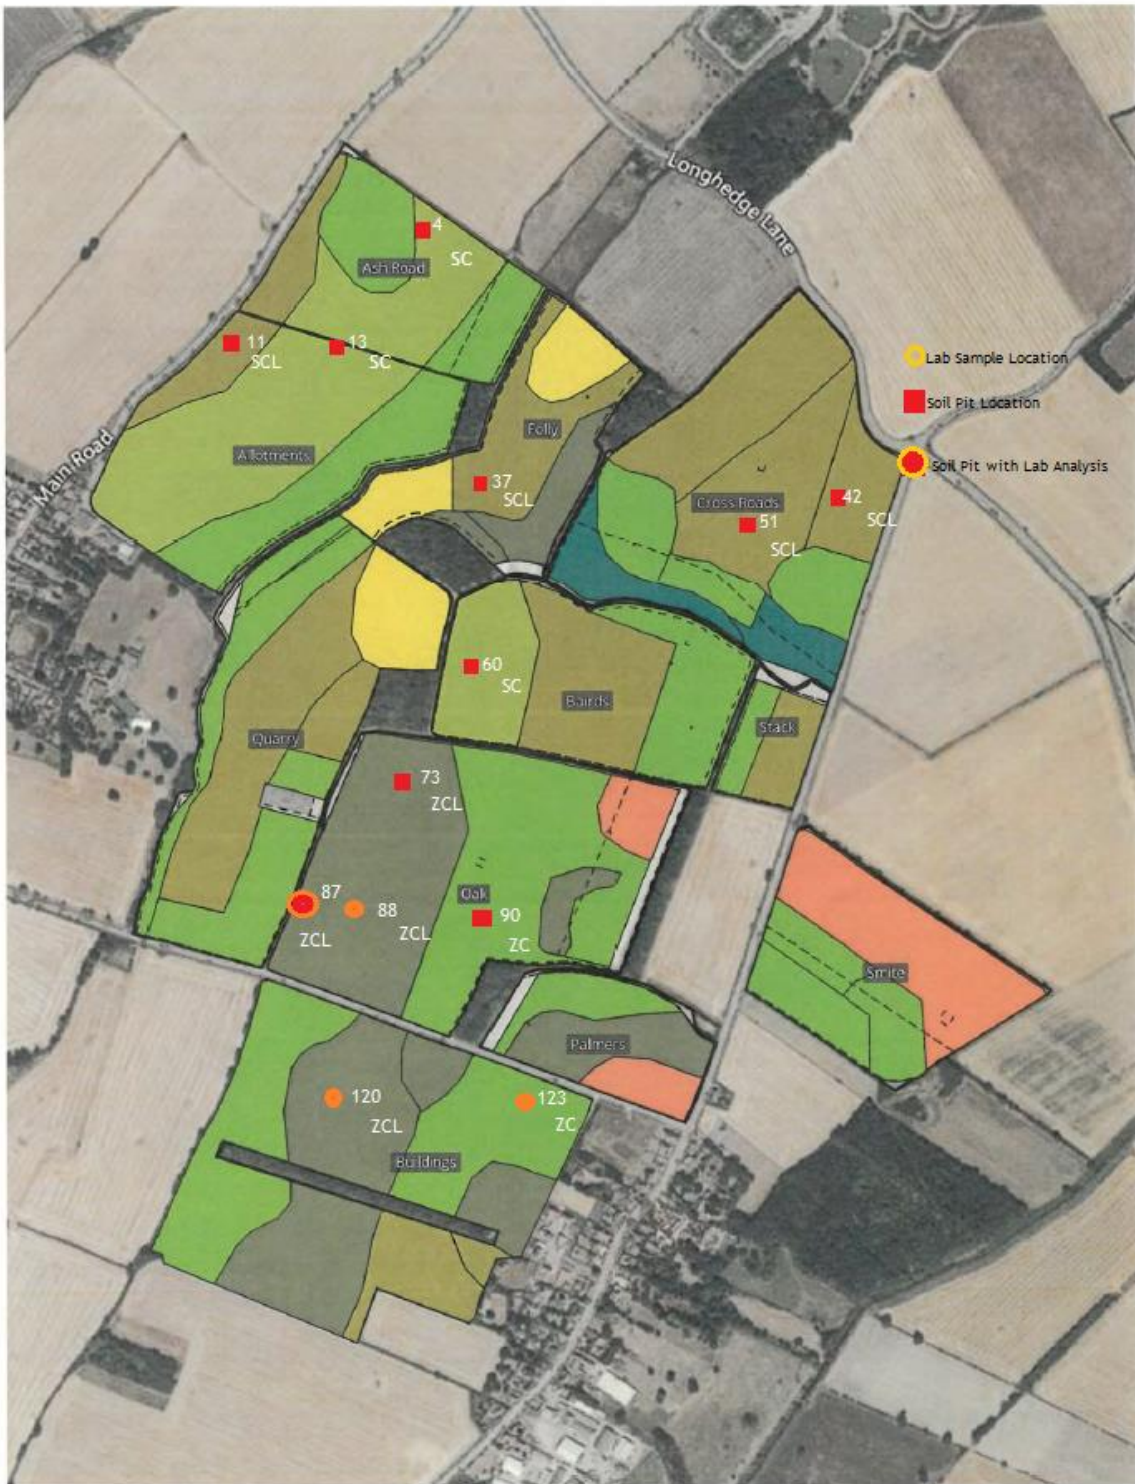 Longhedge Lane
4
SC
Ash Road
11
SCL
13
SC
Lab Sample Location
Soil Pit Location
Folly
Allotments
Main Road
Soil Pit with Lab Analysis
37
SCL
Cross Roads
42
SCL
51
SCL
60
SC
Bairds
Stack
Quarry
73
ZCL
87
ZCL
88
ZCL
Oak
90
ZC
Smite
Palmers
120
ZCL
123
ZC
Buildings